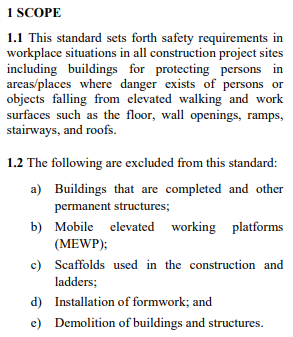 1 SCOPE
1.1 This standard sets forth safety requirements in
workplace situations in all construction project sites
including buildings for protecting persons in
areas/places where danger exists of persons or
objects falling from elevated walking and work
surfaces such as the floor, wall openings, ramps,
stairways, and roofs.
1.2 The following are excluded from this standard:
a) Buildings that are completed and other
permanent structures;
b) Mobile elevated working platforms
(MEWP);
c) Scaffolds used in the construction and
ladders;
d) Installation of formwork; and
e) Demolition of buildings and structures.